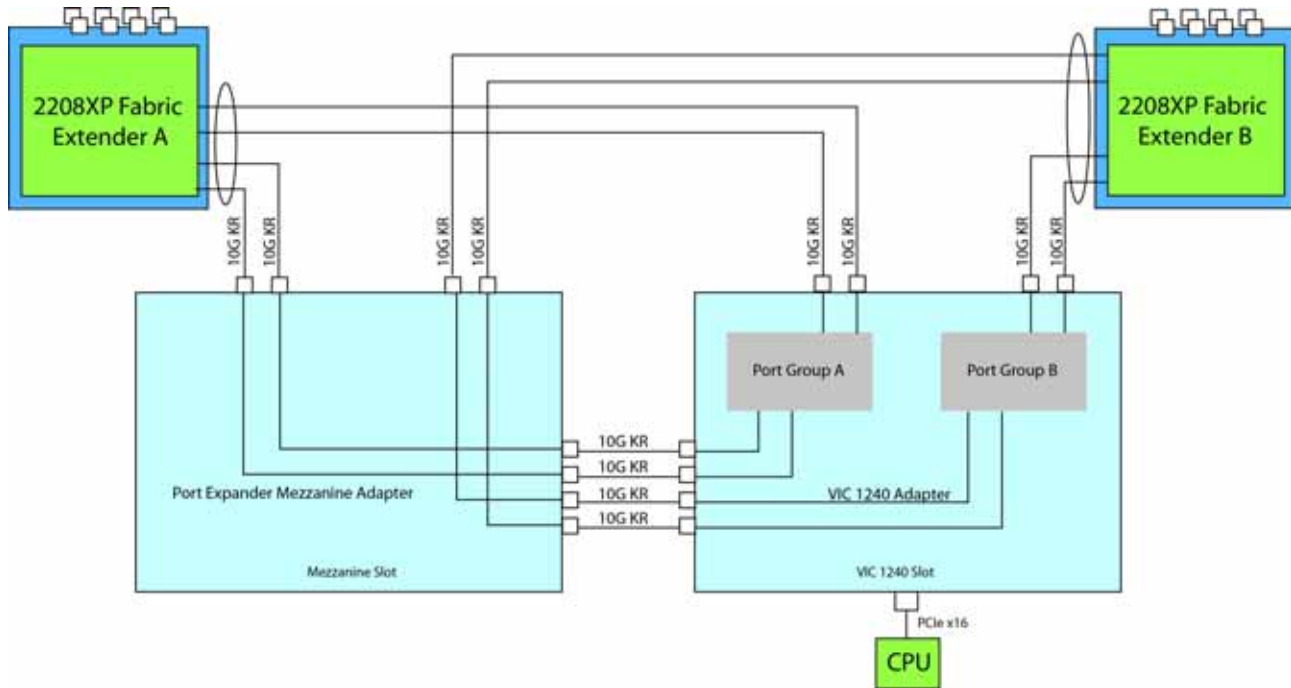 2208XP Fabric
Extender A
2208XP Fabric
Extender B
10G KR
10G KR
10G KR
10G KR
10G KR
10G KR
10G KR
10G KR
Port Group A
Port Group B
10G KR
10G KR
10G KR
10G KR
Port Expander Mezzanine Adapter
VIC 1240 Adapter
Mezzanine Slot
VIC 1240 Slot
PCIe x16
CPU